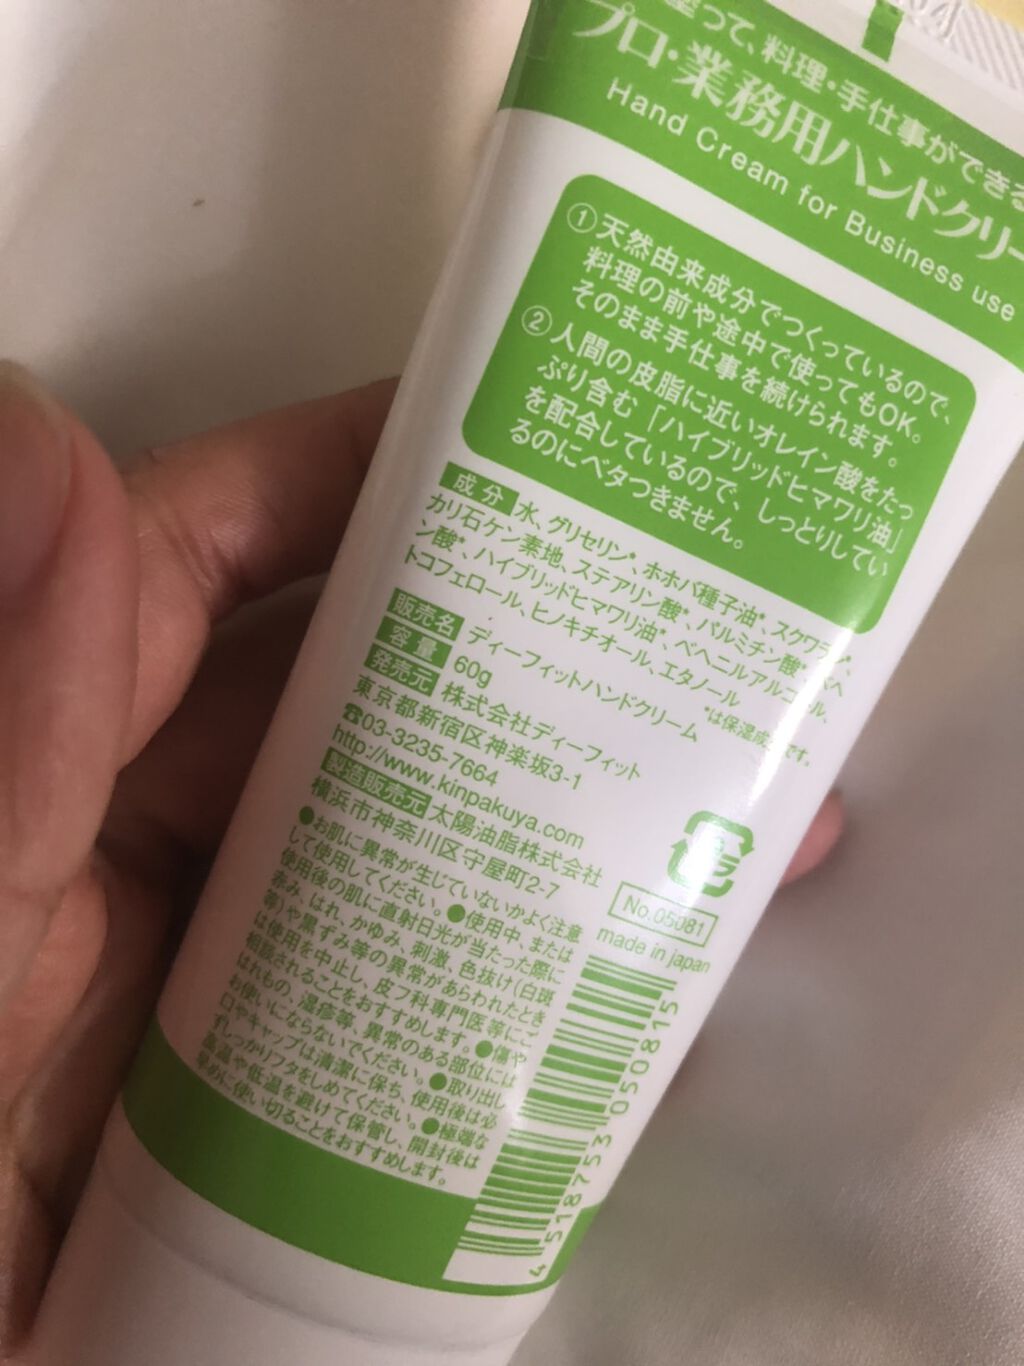 塗って、料理・手仕事ができる
プロ・業務用ハンドクリー
Hand Cream for Business use
①天然由来成分でつくっているので、
料理の前や途中で使ってもOK。
そのまま手仕事を続けられます。
②人間の皮脂に近いオレイン酸をたっ
ぷり含む「ハイブリッドヒマワリ油」
を配合しているので、しっとりしてい
るのにベタつきません。
成分 水、グリセリン*、ホホバ種子油*、スクワラン*、
カリ石ケン素地、ステアリン酸*、パルミチン酸*、ベヘ
ン酸*、ハイブリッドヒマワリ油*、ベヘニルアルコール、
トコフェロール、ヒノキチオール、エタノール
*は保湿成分です。
販売名 ディーフィットハンドクリーム
容量 60g
発売元 株式会社ディーフィット
東京都新宿区神楽坂3-1
☎03-3235-7664
http://www.kinpakuya.com
製造販売元 太陽油脂株式会社
横浜市神奈川区守屋町2-7
●お肌に異常が生じていないかよく注意
して使用してください。●使用中、または
使用後の肌に直射日光が当たった際に
赤み、はれ、かゆみ、刺激、色抜け(白斑
等)や黒ずみ等の異常があらわれたとき
は使用を中止し、皮フ科専門医等にご
相談されることをおすすめします。●傷や
はれもの、湿疹等、異常のある部位には
お使いにならないでください。●取り出し
口やキャップは清潔に保ち、使用後は必
ずしっかりフタをしめてください。●極端な
高温や低温を避けて保管し、開封後は
早めに使い切ることをおすすめします。
プラ
No.05081
made in japan
4518753050815